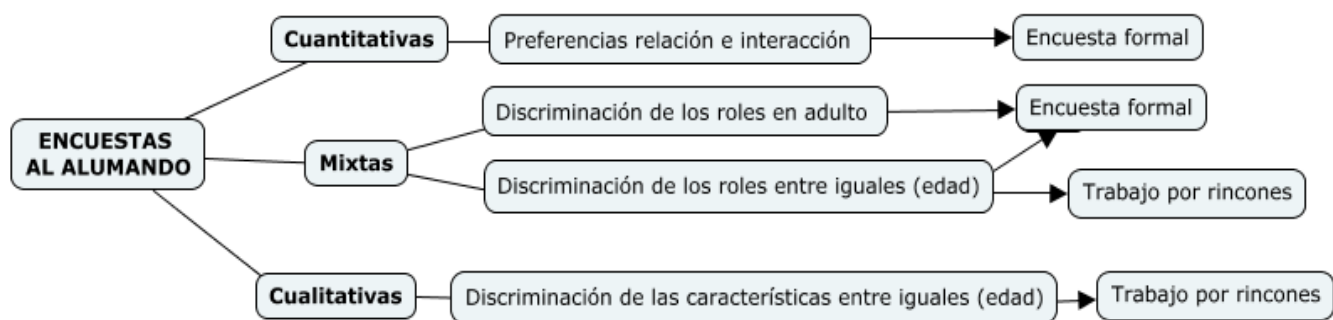 Cuantitativas
Preferencias relación e interacción
Encuesta formal
Discriminación de los roles en adulto
Encuesta formal
ENCUESTAS
AL ALUMANDO
Mixtas
Discriminación de los roles entre iguales (edad)
Trabajo por rincones
Cualitativas
Discriminación de las características entre iguales (edad)
Trabajo por rincones